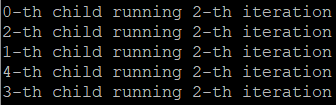 0-th child running 2-th iteration
2-th child running 2-th iteration
1-th child running 2-th iteration
4-th child running 2-th iteration
3-th child running 2-th iteration